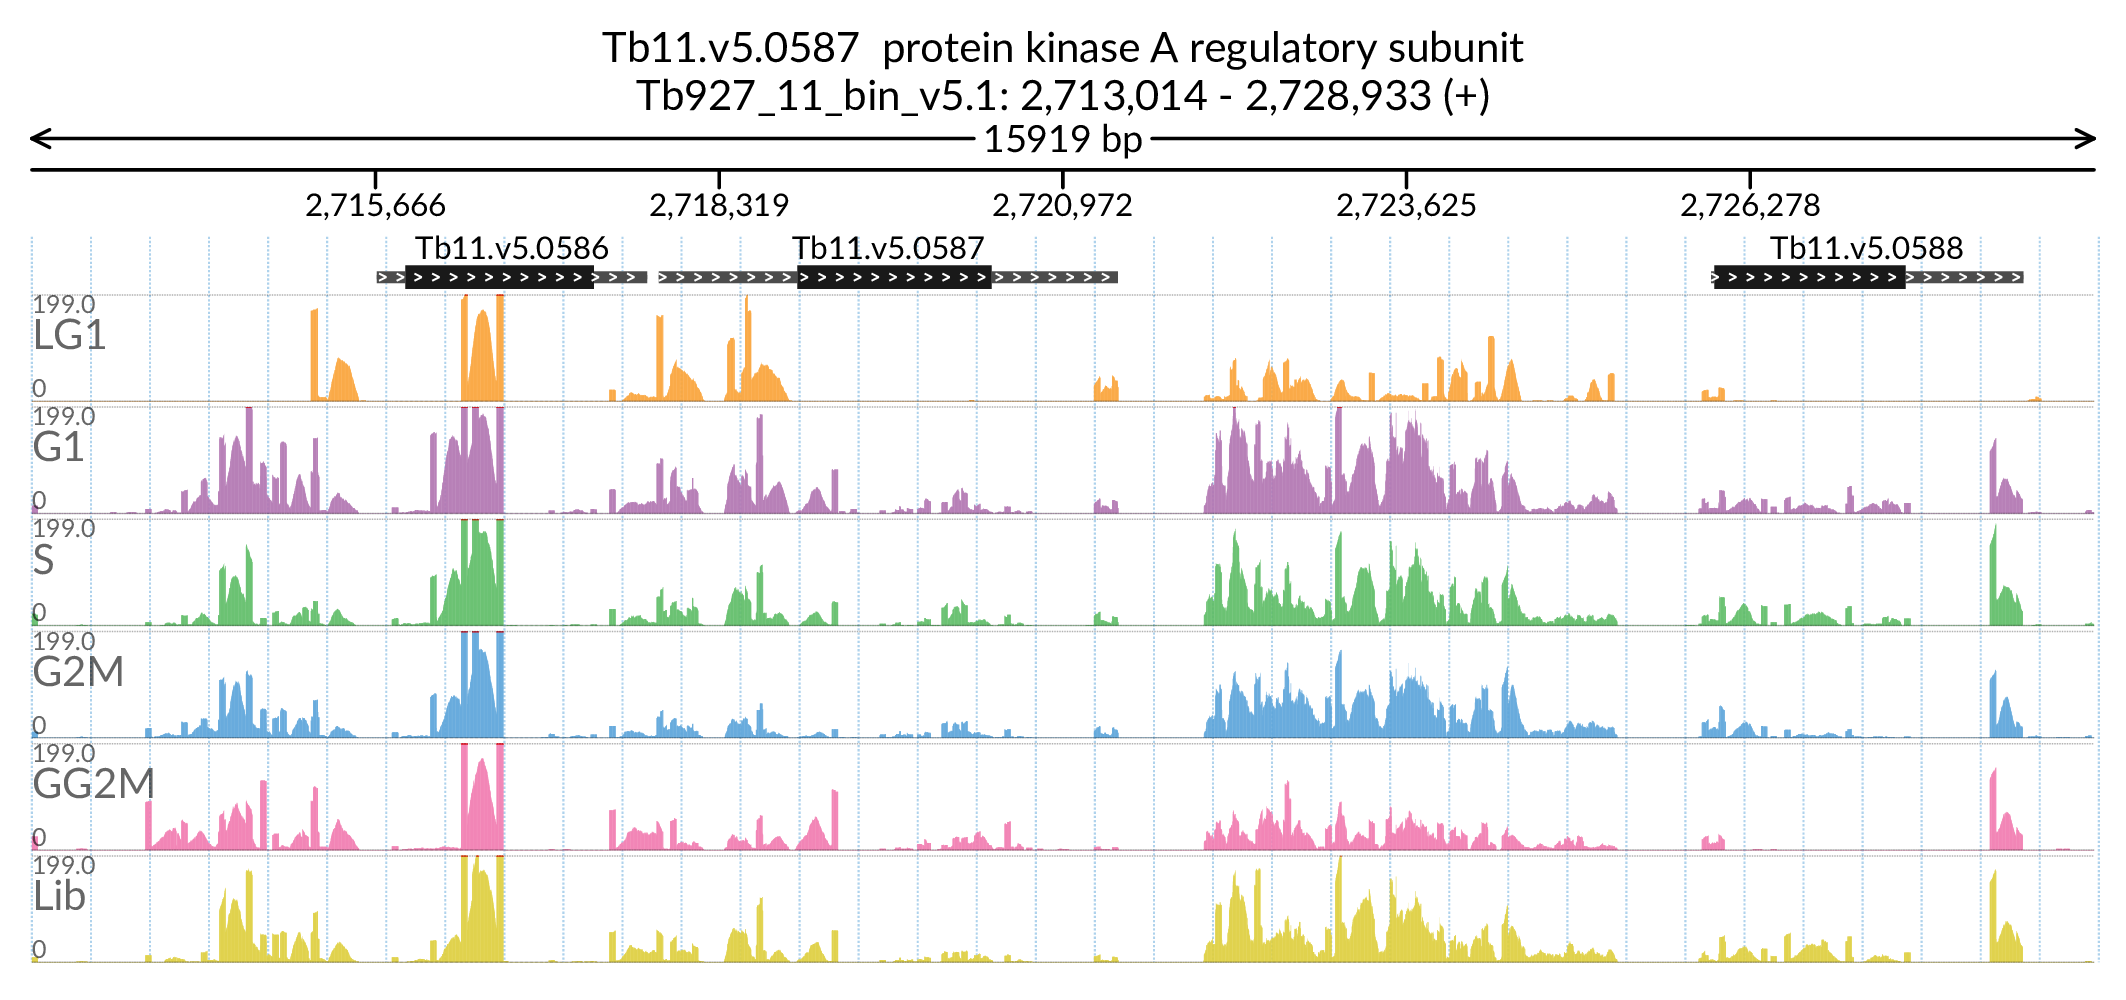 Tb11.v5.0587 protein kinase A regulatory subunit
Tb927_11_bin_v5.1: 2,713,014 - 2,728,933 (+)
15919 bp
2,715,666 2,718,319 2,720,972 2,723,625 2,726,278
Tb11.v5.0586 Tb11.v5.0587 Tb11.v5.0588
199.0
LG1
0
199.0
G1
0
199.0
S
0
199.0
G2M
0
199.0
GG2M
0
199.0
Lib
0